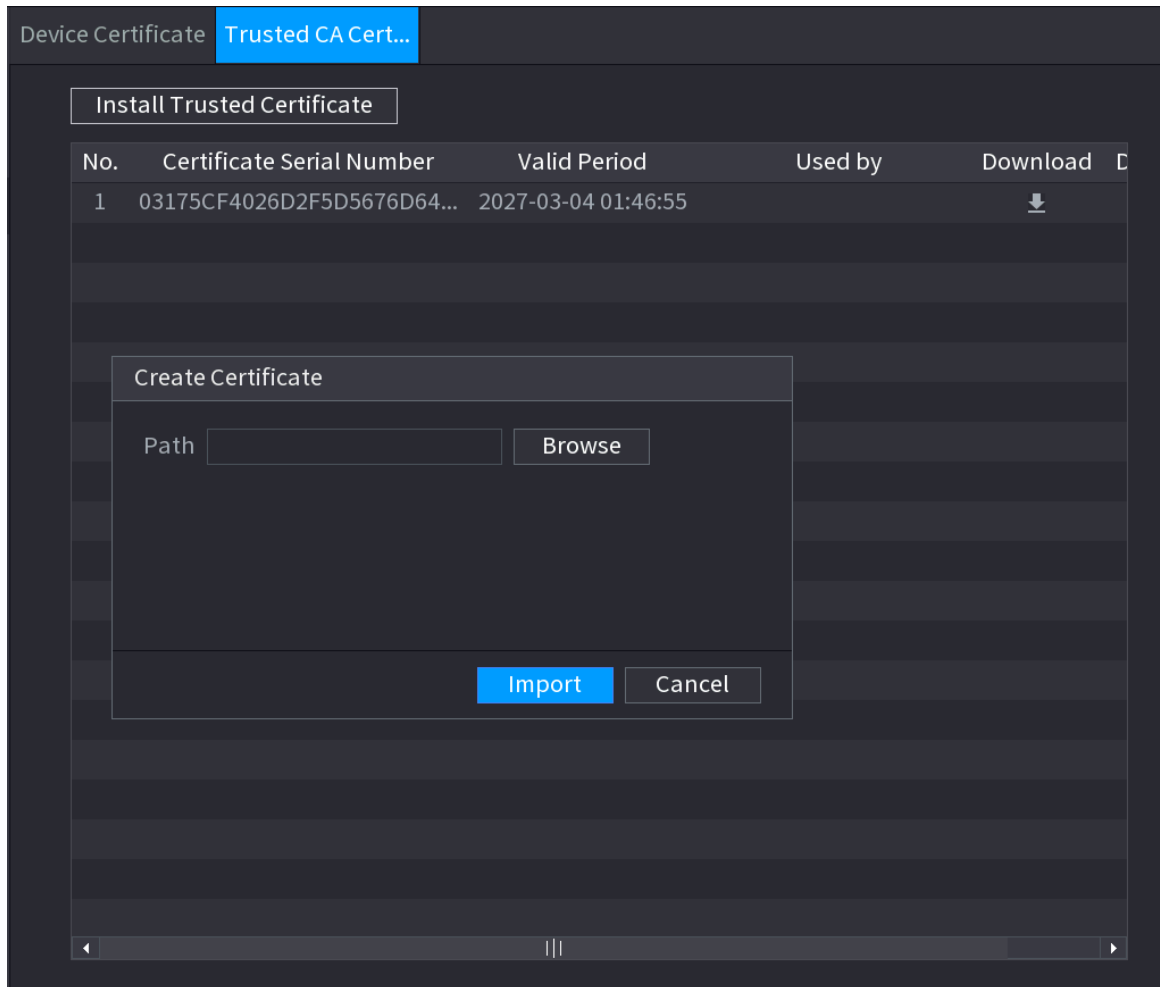 Device Certificate Trusted CA Cert...
Install Trusted Certificate
No. Certificate Serial Number Valid Period Used by Download D
1 03175CF4026D2F5D5676D64... 2027-03-04 01:46:55
Create Certificate
Path Browse
Import Cancel